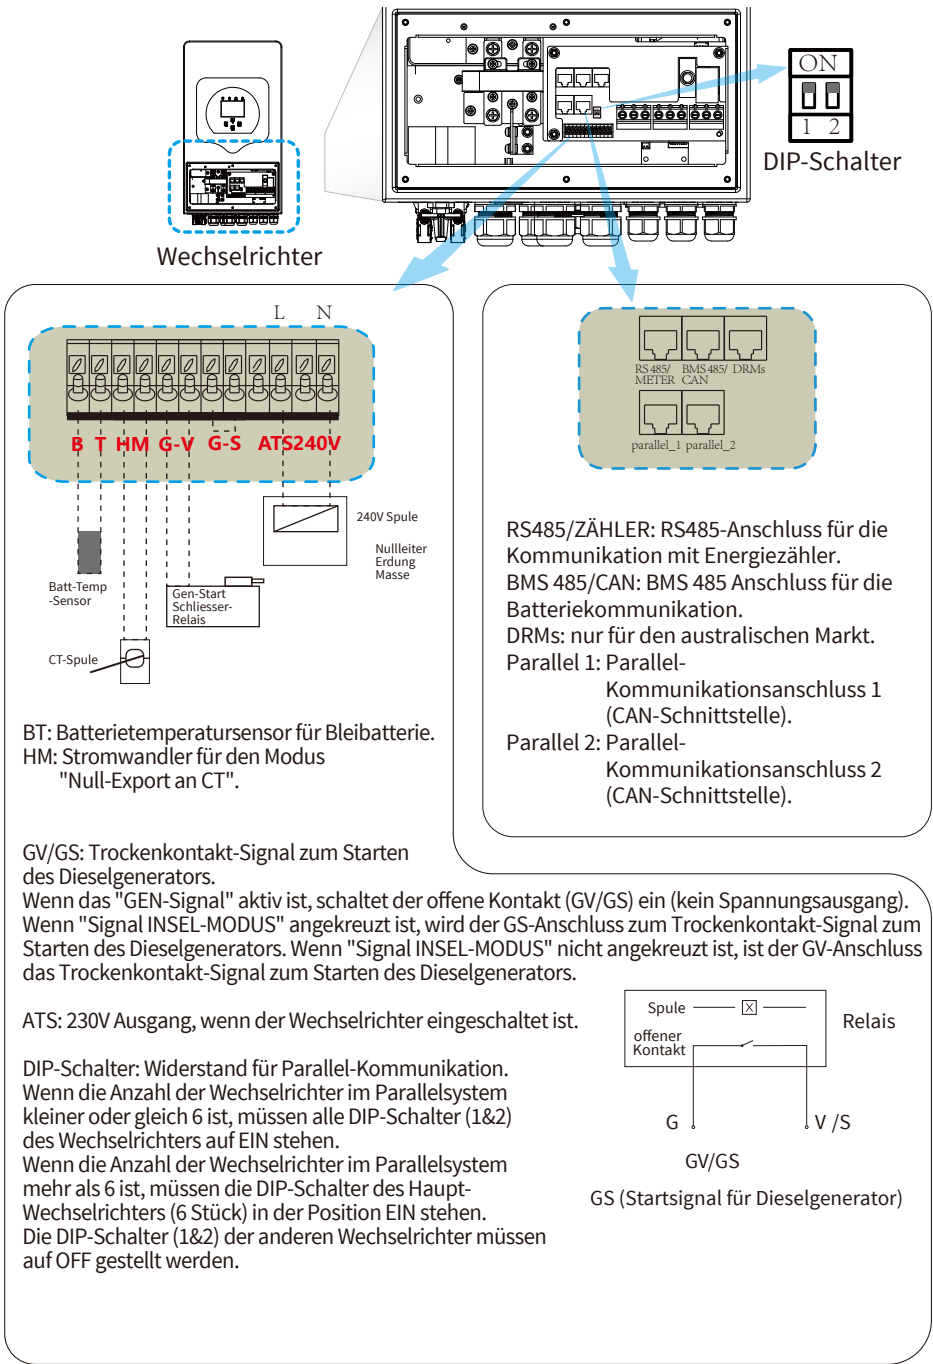 ON
1 2
DIP-Schalter
Wechselrichter
L N
B T HM G-V G-S ATS240V
240V Spule
Nullleiter
Erdung
Masse
Batt-Temp
-Sensor
Gen-Start
Schliesser-
Relais
CT-Spule
BT: Batterietemperatursensor für Bleibatterie.
HM: Stromwandler für den Modus
"Null-Export an CT".
RS485/ BMS 485/ DRMs
METER CAN
parallel_1 parallel_2
RS485/ZÄHLER: RS485-Anschluss für die
Kommunikation mit Energiezähler.
BMS 485/CAN: BMS 485 Anschluss für die
Batteriekommunikation.
DRMs: nur für den australischen Markt.
Parallel 1: Parallel-
Kommunikationsanschluss 1
(CAN-Schnittstelle).
Parallel 2: Parallel-
Kommunikationsanschluss 2
(CAN-Schnittstelle).
GV/GS: Trockenkontakt-Signal zum Starten
des Dieselgenerators.
Wenn das "GEN-Signal" aktiv ist, schaltet der offene Kontakt (GV/GS) ein (kein Spannungsausgang).
Wenn "Signal INSEL-MODUS" angekreuzt ist, wird der GS-Anschluss zum Trockenkontakt-Signal zum
Starten des Dieselgenerators. Wenn "Signal INSEL-MODUS" nicht angekreuzt ist, ist der GV-Anschluss
das Trockenkontakt-Signal zum Starten des Dieselgenerators.
ATS: 230V Ausgang, wenn der Wechselrichter eingeschaltet ist.
DIP-Schalter: Widerstand für Parallel-Kommunikation.
Wenn die Anzahl der Wechselrichter im Parallelsystem
kleiner oder gleich 6 ist, müssen alle DIP-Schalter (1&2)
des Wechselrichters auf EIN stehen.
Wenn die Anzahl der Wechselrichter im Parallelsystem
mehr als 6 ist, müssen die DIP-Schalter des Haupt-
Wechselrichters (6 Stück) in der Position EIN stehen.
Die DIP-Schalter (1&2) der anderen Wechselrichter müssen
auf OFF gestellt werden.
Spule X
Relais
offener
Kontakt
G V /S
GV/GS
GS (Startsignal für Dieselgenerator)